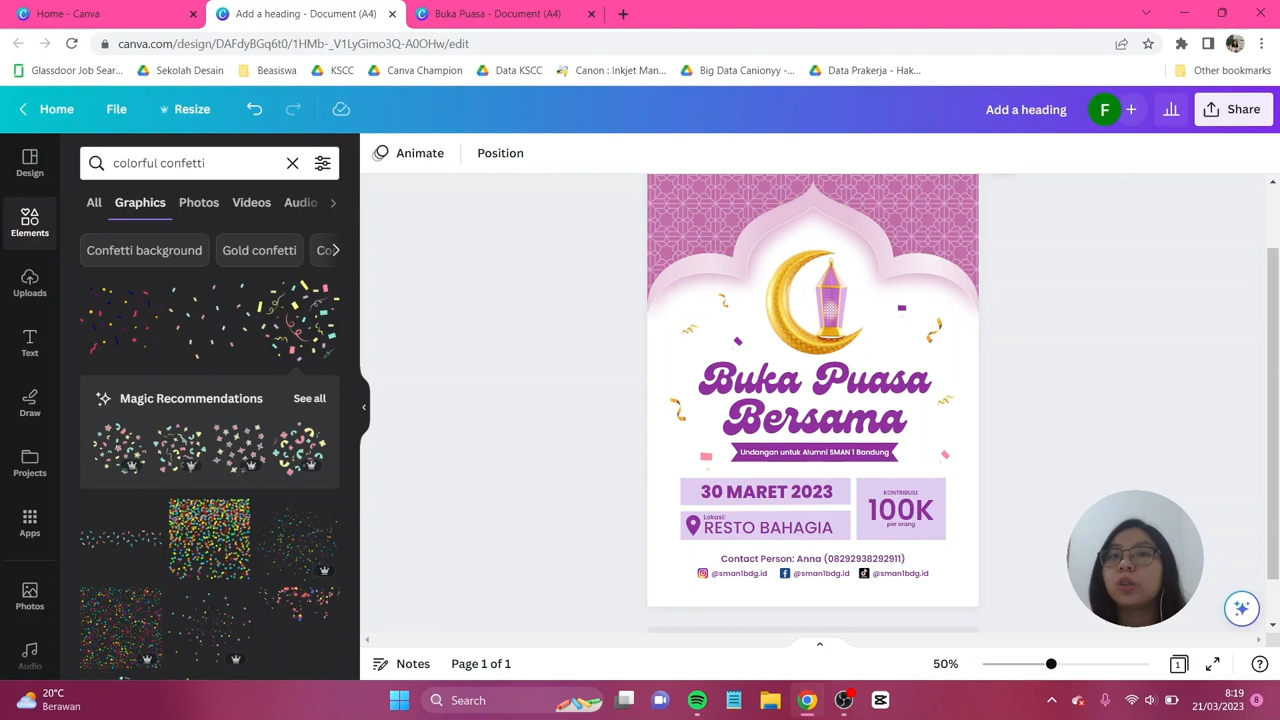 Home - Canva
Add a heading - Document (A4)
Buka Puasa - Document (A4)
canva.com/design/DAFdyBGq6t0/1HMb-_V1LyGimo3Q-A0OHw/edit
Glassdoor Job Sear...
Sekolah Desain
Beasiswa
KSCC
Canva Champion
Data KSCC
Canon : Inkjet Man...
Big Data Canionyy -...
Data Prakerja - Hak...
Other bookmarks
Home
File
Resize
Add a heading
F
Share
Design
Elements
Uploads
Text
Draw
Projects
Apps
Photos
Audio
colorful confetti
All
Graphics
Photos
Videos
Audio
Confetti background
Gold confetti
Co
Magic Recommendations
See all
Animate
Position
Buka Puasa
Bersama
Undangan untuk Alumni SMAN 1 Bandung
30 MARET 2023
Lokasi:
RESTO BAHAGIA
KONTRIBUSI:
100K
per orang
Contact Person: Anna (08292938292911)
@sman1bdg.id @sman1bdg.id @sman1bdg.id
Notes
Page 1 of 1
50%
1
20°C
Berawan
Search
8:19
21/03/2023
8